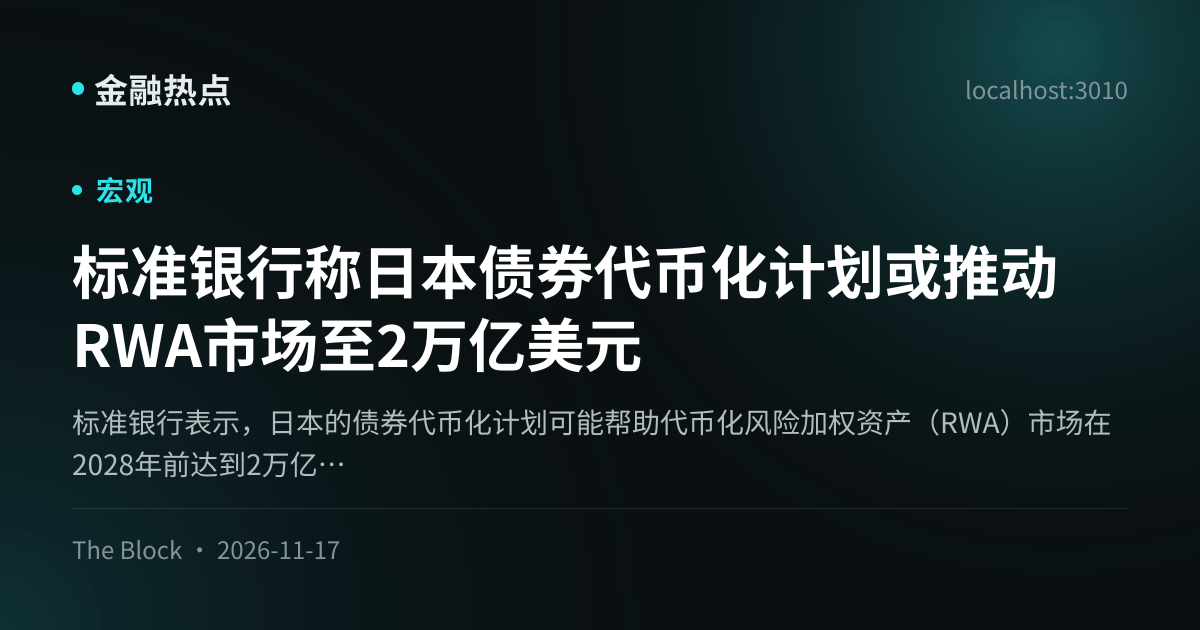 金融热点
localhost:3010
宏观
标准银行称日本债券代币化计划或推动
RWA市场至2万亿美元
标准银行表示，日本的债券代币化计划可能帮助代币化风险加权资产（RWA）市场在
2028年前达到2万亿…
The Block · 2026-11-17